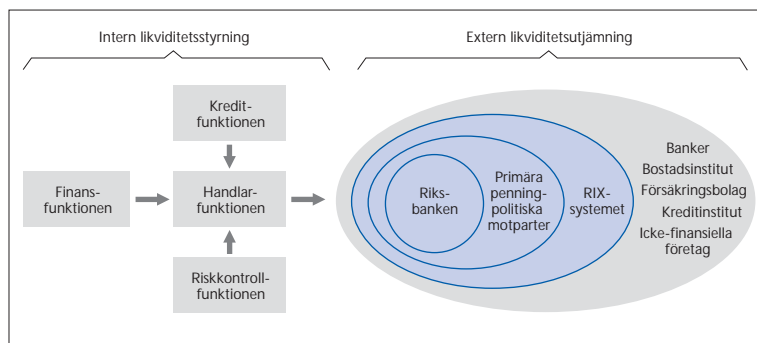 Intern likviditetsstyrning
Extern likviditetsutjämning
Kredit-
funktionen
Finans-
funktionen
Handlar-
funktionen
Riskkontroll-
funktionen
Riks-
banken
Primära
penning-
politiska
motparter
RIX-
systemet
Banker
Bostadsinstitut
Försäkringsbolag
Kreditinstitut
Icke-finansiella
företag